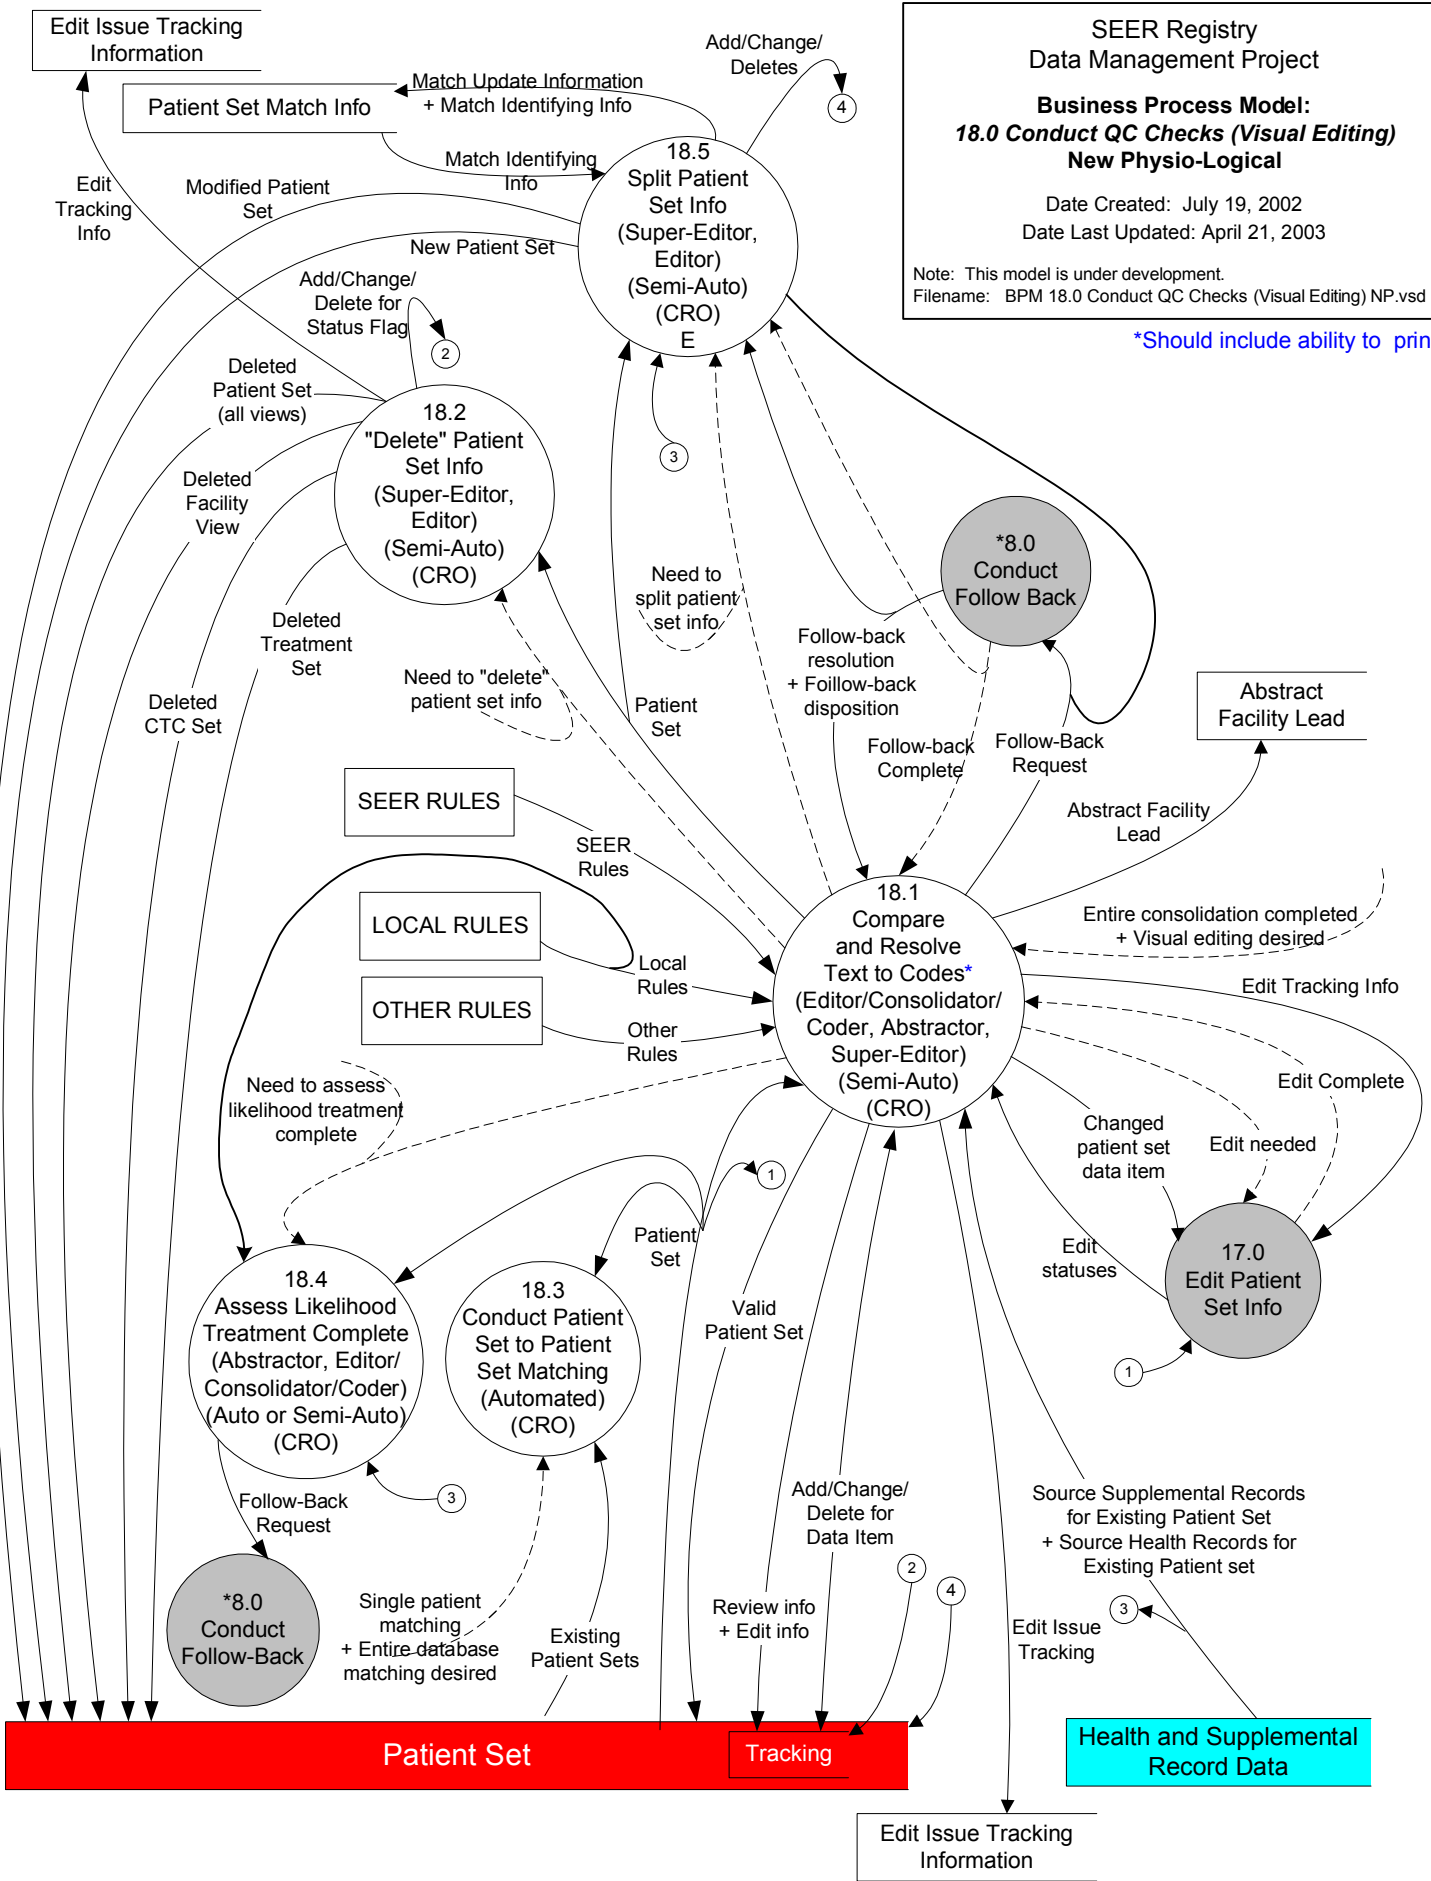 Edit Issue Tracking
Information
Patient Set Match Info
Match Update Information
+ Match Identifying Info
Match Identifying
Info
Add/Change/
Deletes
4
SEER Registry
Data Management Project
Business Process Model:
18.0 Conduct QC Checks (Visual Editing)
New Physio-Logical
Date Created: July 19, 2002
Date Last Updated: April 21, 2003
Note: This model is under development.
Filename: BPM 18.0 Conduct QC Checks (Visual Editing) NP.vsd
*Should include ability to prin
18.5
Split Patient
Set Info
(Super-Editor,
Editor)
(Semi-Auto)
(CRO)
E
Edit
Tracking
Info
Modified Patient
Set
New Patient Set
Add/Change/
Delete for
Status Flag
2
Deleted
Patient Set
(all views)
18.2
"Delete" Patient
Set Info
(Super-Editor,
Editor)
(Semi-Auto)
(CRO)
3
Deleted
Facility
View
Deleted
Treatment
Set
Deleted
CTC Set
Need to "delete"
patient set info
Need to
split patient
set info
Patient
Set
*8.0
Conduct
Follow Back
Follow-back
resolution
+ Foillow-back
disposition
Follow-back
Complete
Follow-Back
Request
Abstract
Facility Lead
Abstract Facility
Lead
SEER RULES
SEER
Rules
LOCAL RULES
Local
Rules
OTHER RULES
Other
Rules
18.1
Compare
and Resolve
Text to Codes*
(Editor/Consolidator/
Coder, Abstractor,
Super-Editor)
(Semi-Auto)
(CRO)
Entire consolidation completed
+ Visual editing desired
Edit Tracking Info
Edit Complete
Edit needed
Changed
patient set
data item
Edit
statuses
17.0
Edit Patient
Set Info
1
Need to assess
likelihood treatment
complete
1
Patient
Set
18.4
Assess Likelihood
Treatment Complete
(Abstractor, Editor/
Consolidator/Coder)
(Auto or Semi-Auto)
(CRO)
18.3
Conduct Patient
Set to Patient
Set Matching
(Automated)
(CRO)
Valid
Patient Set
3
Follow-Back
Request
*8.0
Conduct
Follow-Back
Single patient
matching
+ Entire database
matching desired
Existing
Patient Sets
Add/Change/
Delete for
Data Item
Review info
+ Edit info
2
4
Source Supplemental Records
for Existing Patient Set
+ Source Health Records for
Existing Patient set
3
Edit Issue
Tracking
Patient Set
Tracking
Health and Supplemental
Record Data
Edit Issue Tracking
Information